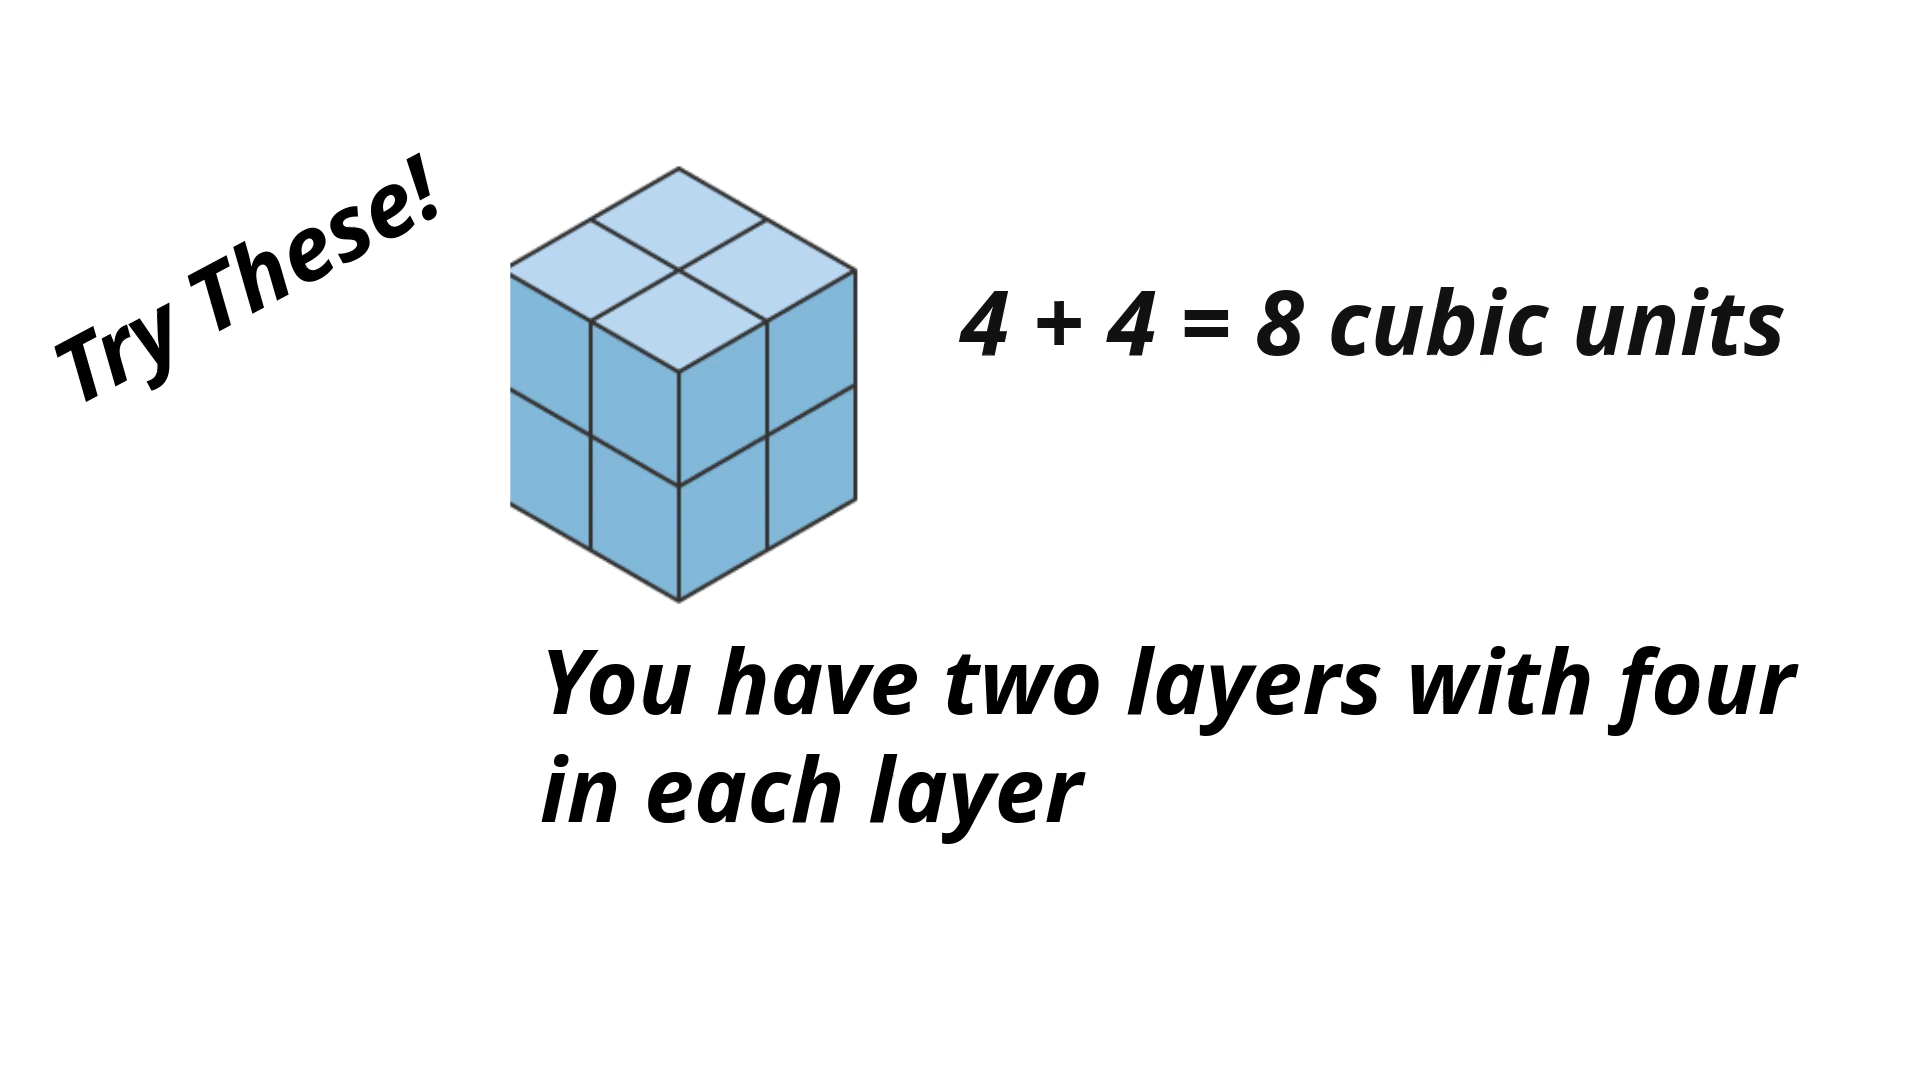 Try These!
4 + 4 = 8 cubic units
You have two layers with four
in each layer